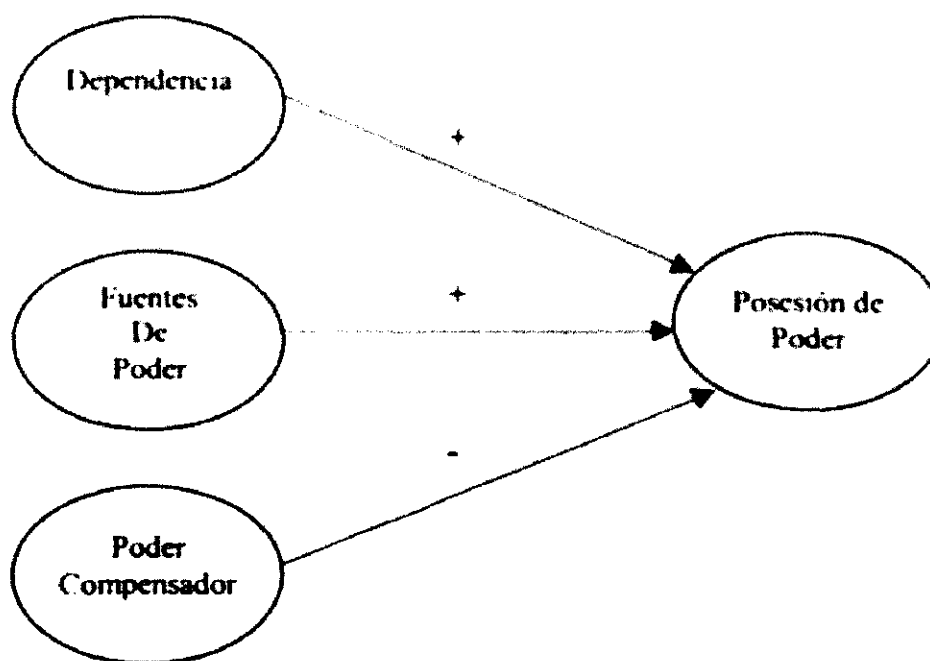 Dependencia
+
Fuentes
De
Poder
+
Posesión de
Poder
-
Poder
Compensador